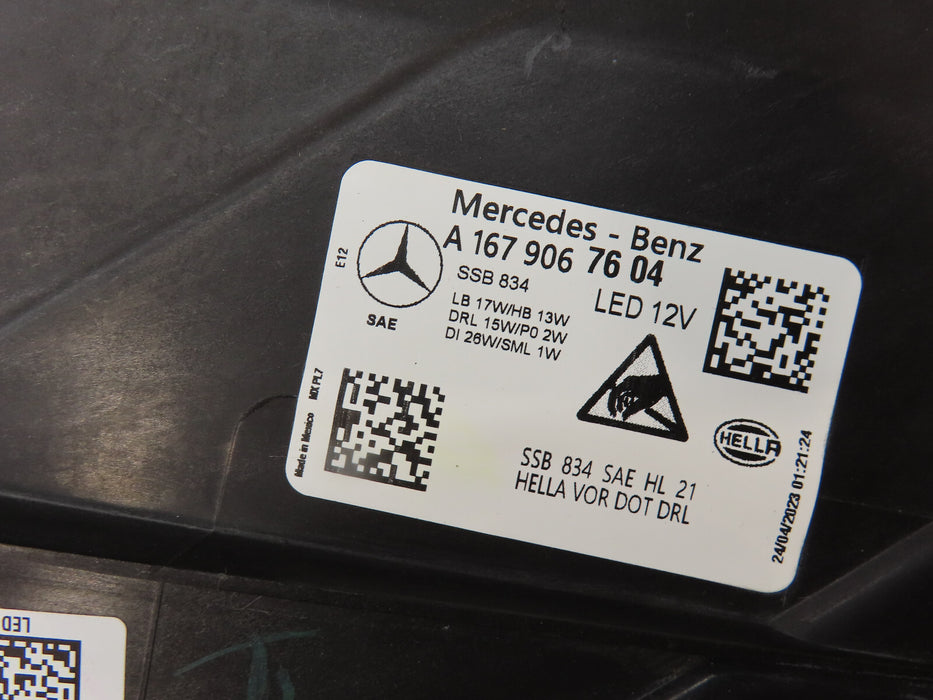 Mercedes - Benz
A 167 906 76 04
E12
SSB 834
LED 12V
LB 17W/HB 13W
DRL 15W/P0 2W
DI 26W/SML 1W
SAE
Made in Mexico MX PL7
HELLA
SSB 834 SAE HL 21
HELLA VOR DOT DRL
24/04/2023 01:21:24
LED